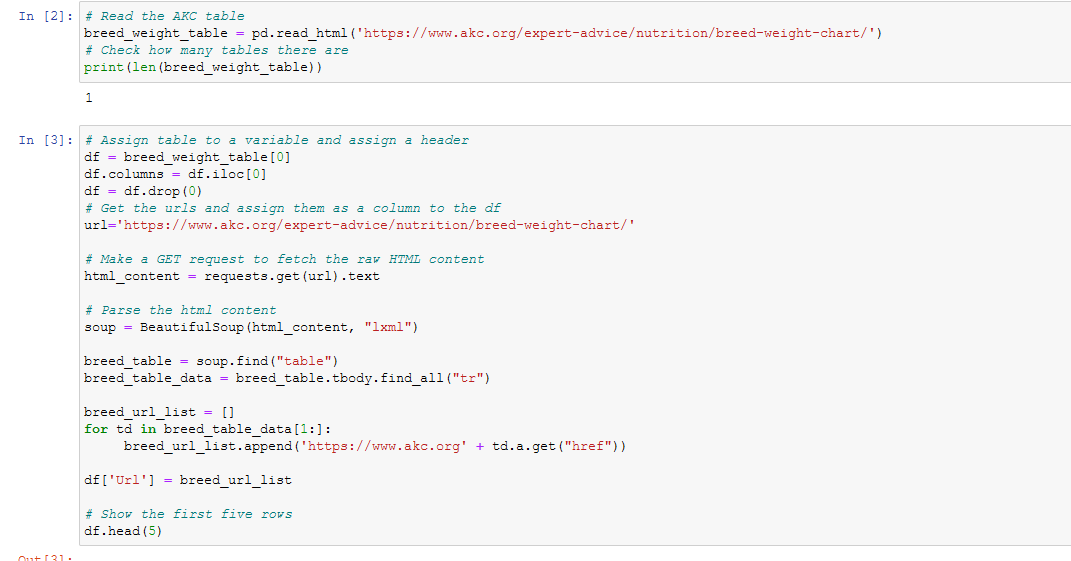 In [2]: # Read the AKC table
breed_weight_table = pd.read_html('https://www.akc.org/expert-advice/nutrition/breed-weight-chart/')
# Check how many tables there are
print(len(breed_weight_table))
1
In [3]: # Assign table to a variable and assign a header
df = breed_weight_table[0]
df.columns = df.iloc[0]
df = df.drop(0)
# Get the urls and assign them as a column to the df
url='https://www.akc.org/expert-advice/nutrition/breed-weight-chart/'
# Make a GET request to fetch the raw HTML content
html_content = requests.get(url).text
# Parse the html content
soup = BeautifulSoup(html_content, "lxml")
breed_table = soup.find("table")
breed_table_data = breed_table.tbody.find_all("tr")
breed_url_list = []
for td in breed_table_data[1:]:
breed_url_list.append('https://www.akc.org' + td.a.get("href"))
df['Url'] = breed_url_list
# Show the first five rows
df.head(5)
Out[3]: